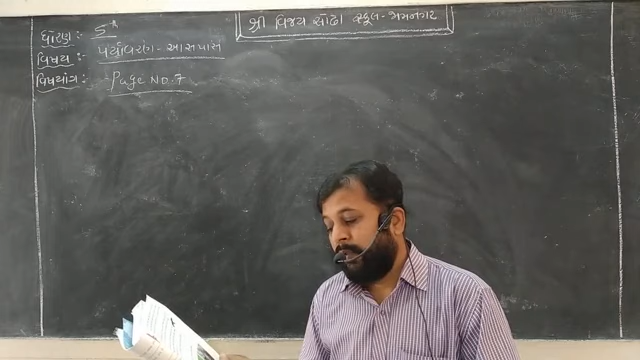 શ્રી વિજય સોઢા સ્કૂલ - જામનગર
ધોરણ :- 5
વિષય :- પર્યાવરણ - આસપાસ
વિષયાંગ :- Page No. 7